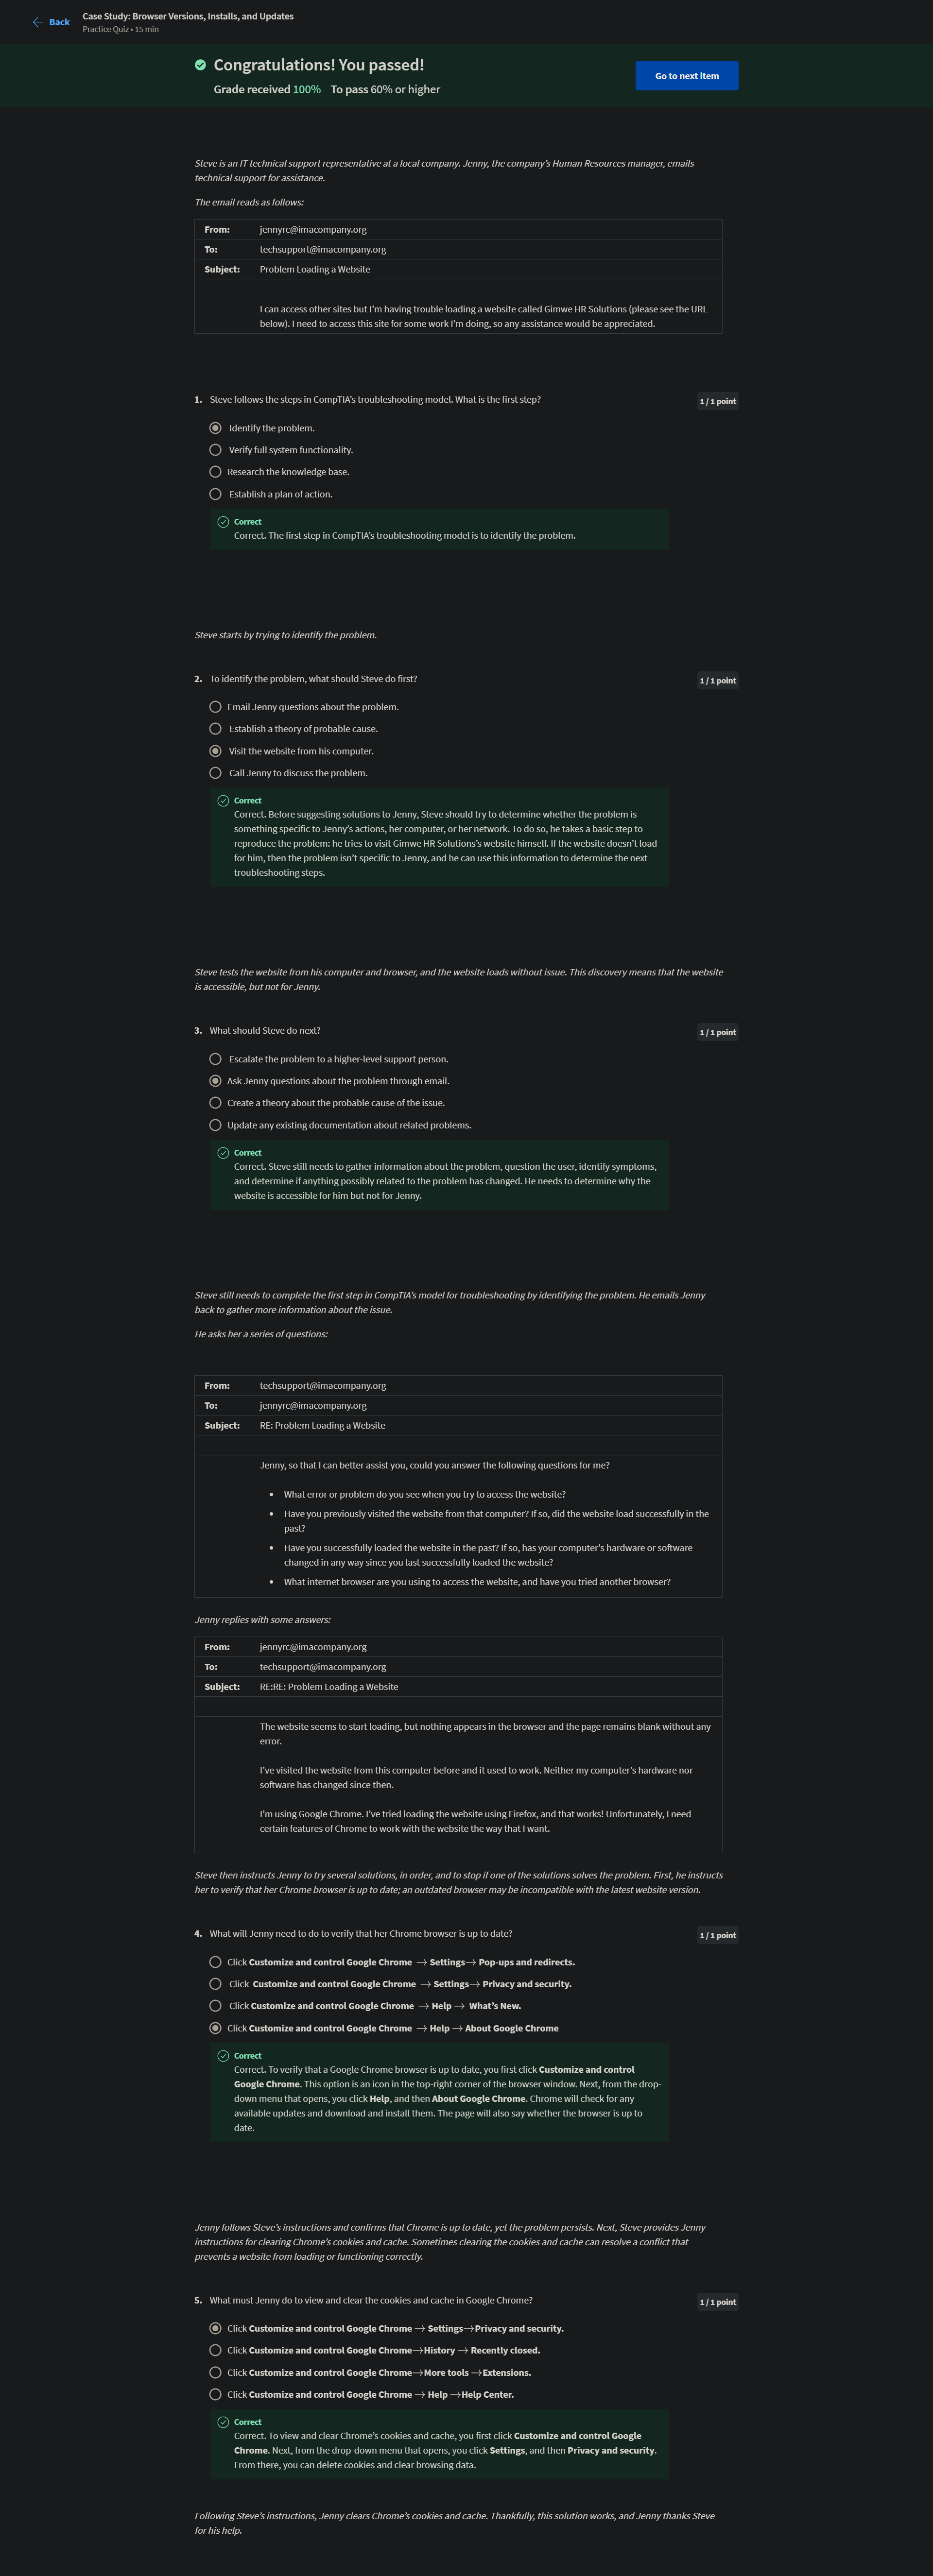 Back
Case Study: Browser Versions, Installs, and Updates
Practice Quiz • 15 min
Congratulations! You passed!
Grade received 100% To pass 60% or higher
Go to next item
Steve is an IT technical support representative at a local company. Jenny, the company's Human Resources manager, emails
technical support for assistance.
The email reads as follows:
From: jennyrc@imacompany.org
To: techsupport@imacompany.org
Subject: Problem Loading a Website
I can access other sites but I'm having trouble loading a website called Gimwe HR Solutions (please see the URL
below). I need to access this site for some work I'm doing, so any assistance would be appreciated.
1. Steve follows the steps in CompTIA's troubleshooting model. What is the first step?
1 / 1 point
Identify the problem.
Verify full system functionality.
Research the knowledge base.
Establish a plan of action.
Correct
Correct. The first step in CompTIA's troubleshooting model is to identify the problem.
Steve starts by trying to identify the problem.
2. To identify the problem, what should Steve do first?
1 / 1 point
Email Jenny questions about the problem.
Establish a theory of probable cause.
Visit the website from his computer.
Call Jenny to discuss the problem.
Correct
Correct. Before suggesting solutions to Jenny, Steve should try to determine whether the problem is
something specific to Jenny's actions, her computer, or her network. To do so, he takes a basic step to
reproduce the problem: he tries to visit Gimwe HR Solutions's website himself. If the website doesn't load
for him, then the problem isn't specific to Jenny, and he can use this information to determine the next
troubleshooting steps.
Steve tests the website from his computer and browser, and the website loads without issue. This discovery means that the website
is accessible, but not for Jenny.
3. What should Steve do next?
1 / 1 point
Escalate the problem to a higher-level support person.
Ask Jenny questions about the problem through email.
Create a theory about the probable cause of the issue.
Update any existing documentation about related problems.
Correct
Correct. Steve still needs to gather information about the problem, question the user, identify symptoms,
and determine if anything possibly related to the problem has changed. He needs to determine why the
website is accessible for him but not for Jenny.
Steve still needs to complete the first step in CompTIA's model for troubleshooting by identifying the problem. He emails Jenny
back to gather more information about the issue.
He asks her a series of questions:
From: techsupport@imacompany.org
To: jennyrc@imacompany.org
Subject: RE: Problem Loading a Website
Jenny, so that I can better assist you, could you answer the following questions for me?
• What error or problem do you see when you try to access the website?
• Have you previously visited the website from that computer? If so, did the website load successfully in the
past?
• Have you successfully loaded the website in the past? If so, has your computer's hardware or software
changed in any way since you last successfully loaded the website?
• What internet browser are you using to access the website, and have you tried another browser?
Jenny replies with some answers:
From: jennyrc@imacompany.org
To: techsupport@imacompany.org
Subject: RE:RE: Problem Loading a Website
The website seems to start loading, but nothing appears in the browser and the page remains blank without any
error.
I've visited the website from this computer before and it used to work. Neither my computer's hardware nor
software has changed since then.
I'm using Google Chrome. I've tried loading the website using Firefox, and that works! Unfortunately, I need
certain features of Chrome to work with the website the way that I want.
Steve then instructs Jenny to try several solutions, in order, and to stop if one of the solutions solves the problem. First, he instructs
her to verify that her Chrome browser is up to date; an outdated browser may be incompatible with the latest website version.
4. What will Jenny need to do to verify that her Chrome browser is up to date?
1 / 1 point
Click Customize and control Google Chrome → Settings→ Pop-ups and redirects.
Click Customize and control Google Chrome → Settings→ Privacy and security.
Click Customize and control Google Chrome → Help → What's New.
Click Customize and control Google Chrome → Help → About Google Chrome
Correct
Correct. To verify that a Google Chrome browser is up to date, you first click Customize and control
Google Chrome. This option is an icon in the top-right corner of the browser window. Next, from the drop-
down menu that opens, you click Help, and then About Google Chrome. Chrome will check for any
available updates and download and install them. The page will also say whether the browser is up to
date.
Jenny follows Steve's instructions and confirms that Chrome is up to date, yet the problem persists. Next, Steve provides Jenny
instructions for clearing Chrome's cookies and cache. Sometimes clearing the cookies and cache can resolve a conflict that
prevents a website from loading or functioning correctly.
5. What must Jenny do to view and clear the cookies and cache in Google Chrome?
1 / 1 point
Click Customize and control Google Chrome → Settings→Privacy and security.
Click Customize and control Google Chrome→History → Recently closed.
Click Customize and control Google Chrome→More tools →Extensions.
Click Customize and control Google Chrome → Help →Help Center.
Correct
Correct. To view and clear Chrome's cookies and cache, you first click Customize and control Google
Chrome. Next, from the drop-down menu that opens, you click Settings, and then Privacy and security.
From there, you can delete cookies and clear browsing data.
Following Steve's instructions, Jenny clears Chrome's cookies and cache. Thankfully, this solution works, and Jenny thanks Steve
for his help.